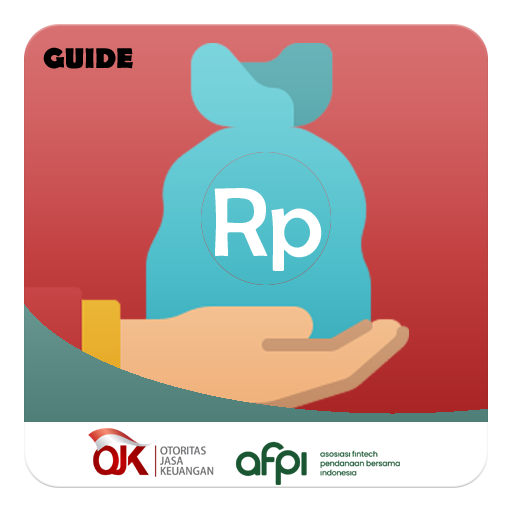 GUIDE
Rp
OJK
OTORITAS
JASA
KEUANGAN
afpi
asosiasi fintech
pendanaan bersama
indonesia